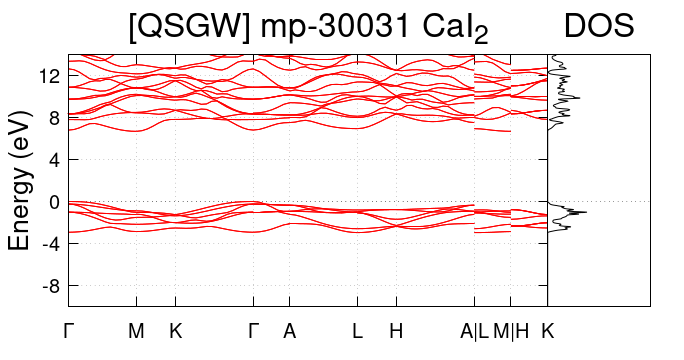 [QSGW] mp-30031 CaI2 DOS
Energy (eV)
12
8
4
0
-4
-8
Γ M K Γ A L H A|L M|H K